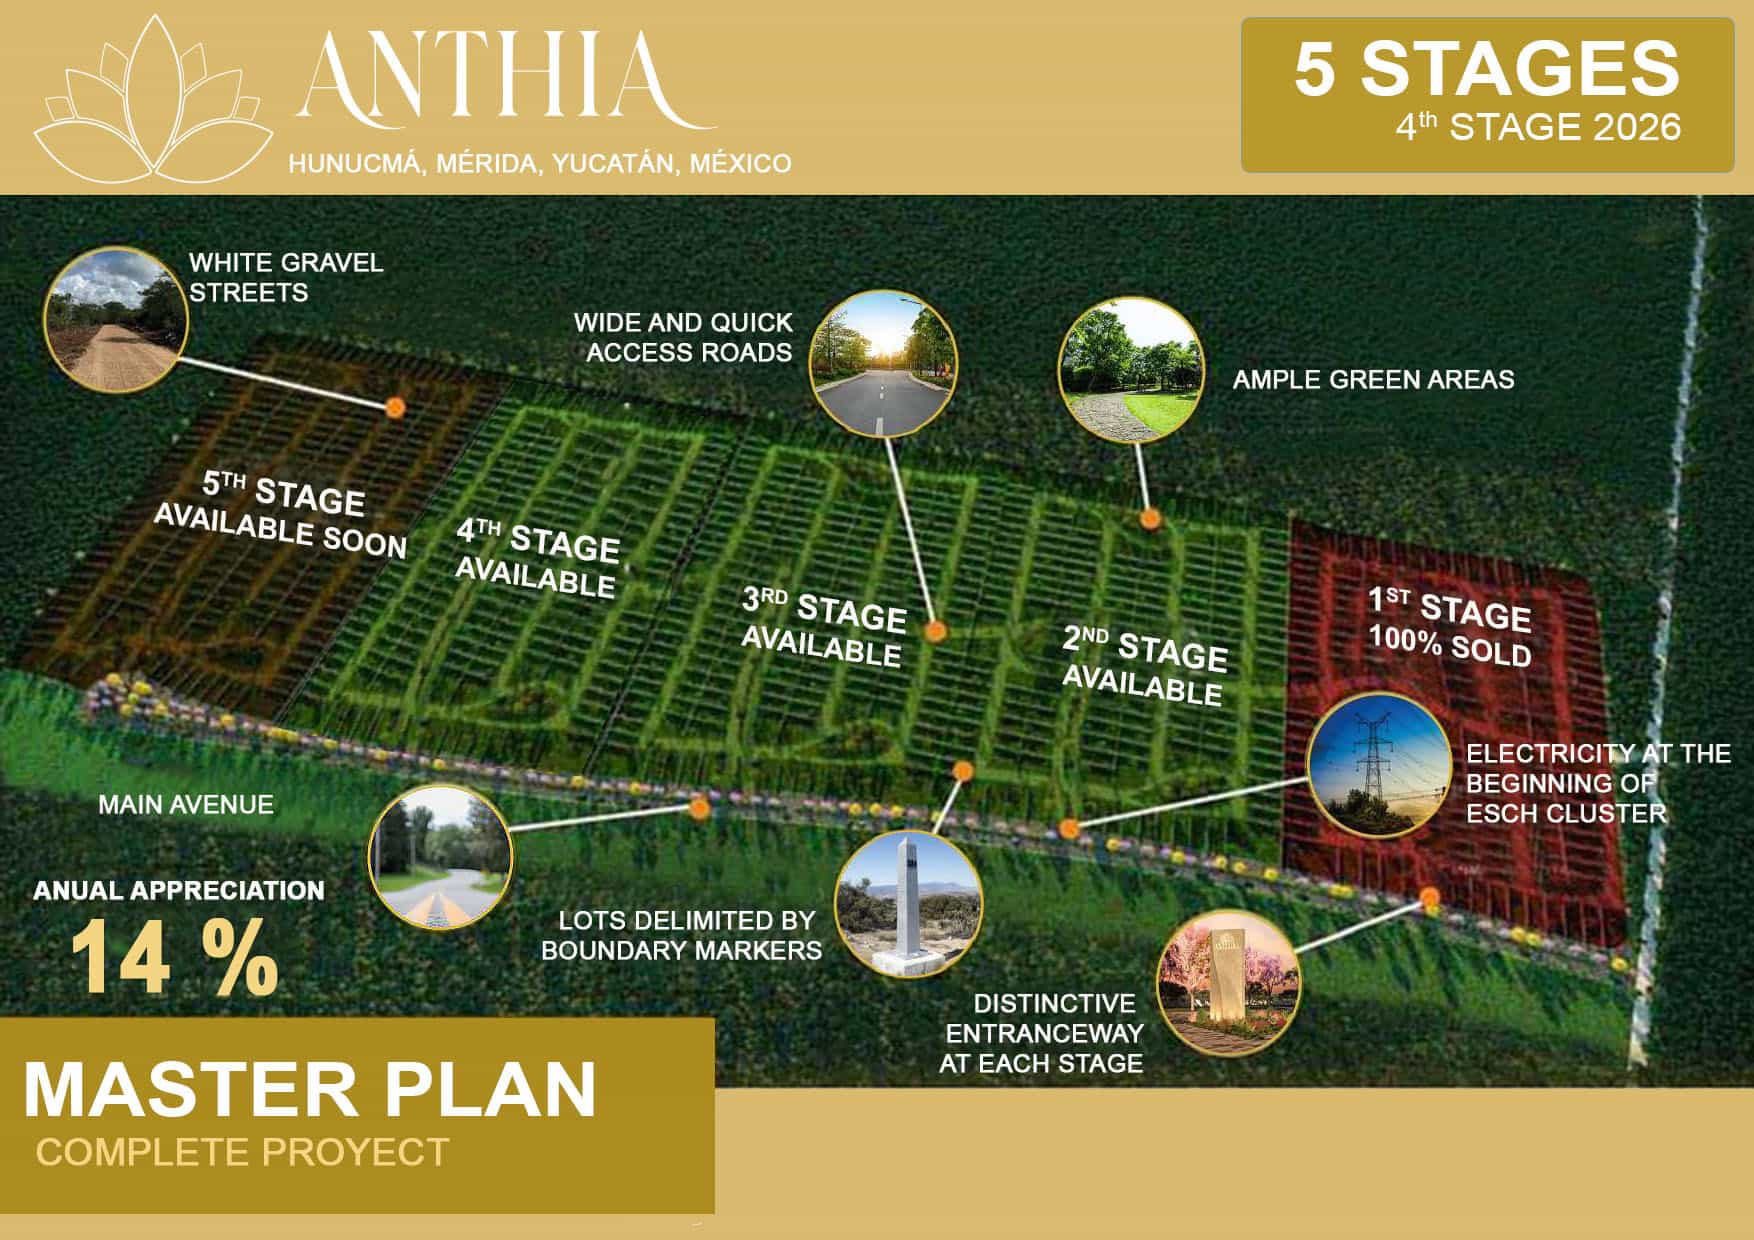 ANTHIA
HUNUCMÁ, MÉRIDA, YUCATÁN, MÉXICO
5 STAGES
4th STAGE 2026
WHITE GRAVEL
STREETS
WIDE AND QUICK
ACCESS ROADS
AMPLE GREEN AREAS
5TH STAGE
AVAILABLE SOON
4TH STAGE
AVAILABLE
3RD STAGE
AVAILABLE
2ND STAGE
AVAILABLE
1ST STAGE
100% SOLD
ELECTRICITY AT THE
BEGINNING OF
ESCH CLUSTER
MAIN AVENUE
ANUAL APPRECIATION
14 %
LOTS DELIMITED BY
BOUNDARY MARKERS
DISTINCTIVE
ENTRANCEWAY
AT EACH STAGE
MASTER PLAN
COMPLETE PROYECT